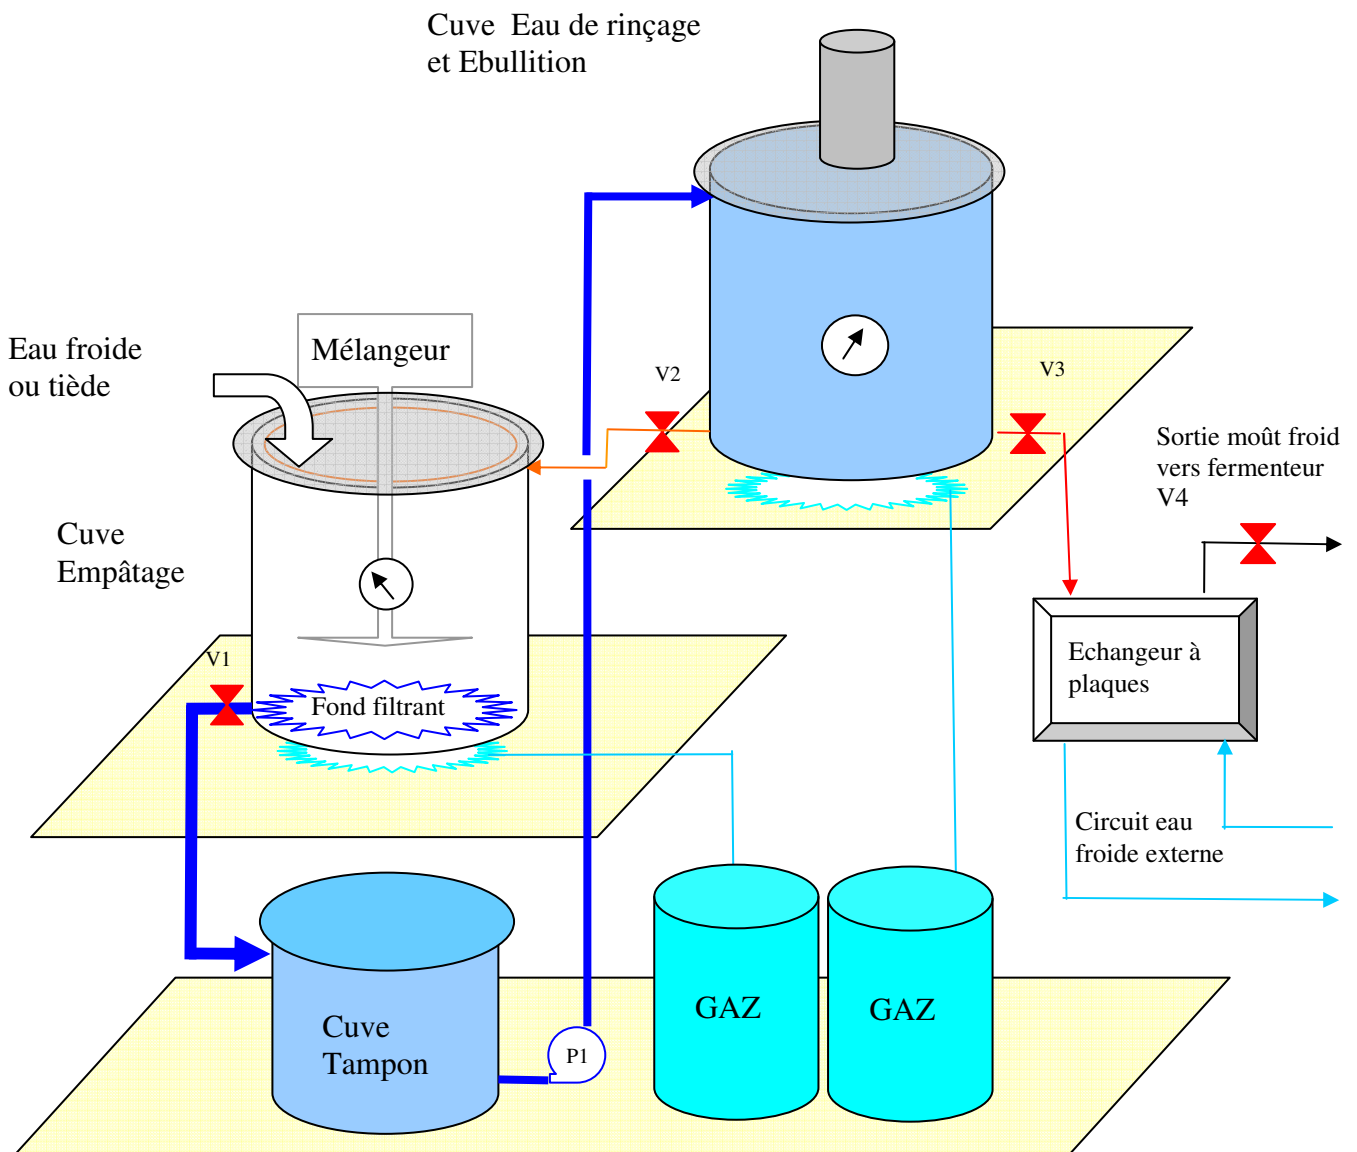 Cuve Eau de rinçage
et Ebullition
Eau froide
ou tiède
Mélangeur
V2
V3
Sortie moût froid
vers fermenteur
V4
Cuve
Empâtage
V1
Fond filtrant
Echangeur à
plaques
Circuit eau
froide externe
Cuve
Tampon
P1
GAZ
GAZ